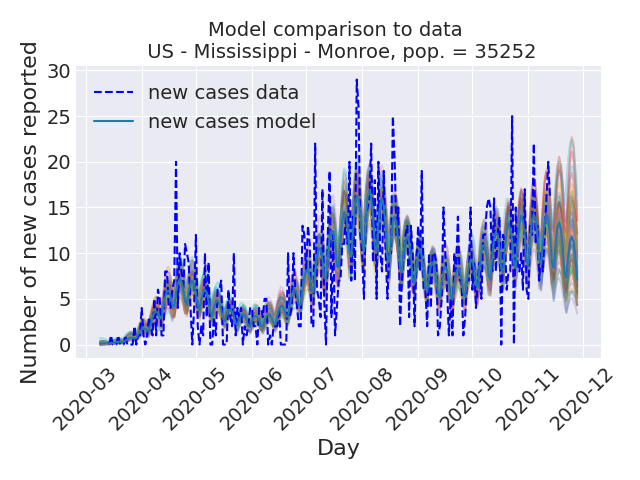 Model comparison to data
US - Mississippi - Monroe, pop. = 35252
Number of new cases reported
30
25
20
15
10
5
0
new cases data
new cases model
2020-03
2020-04
2020-05
2020-06
2020-07
2020-08
2020-09
2020-10
2020-11
2020-12
Day